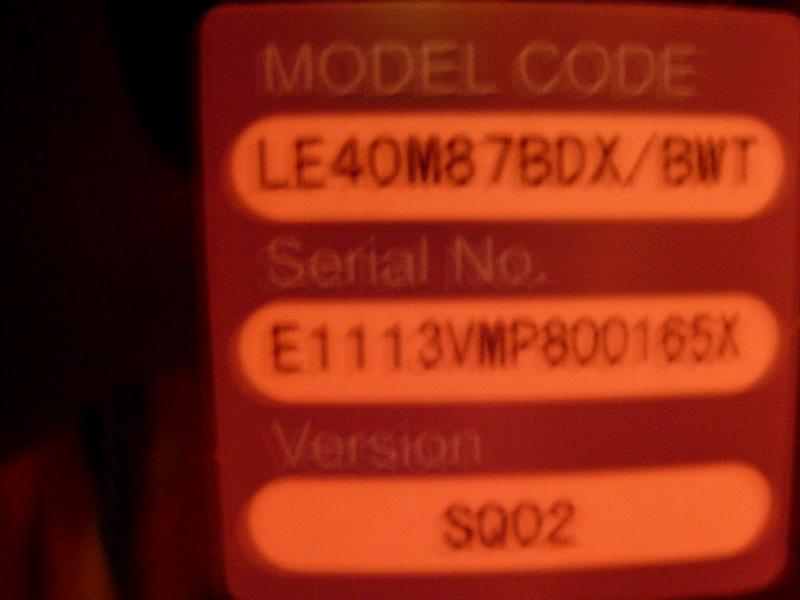 MODEL CODE
LE40M87BDX/BWT
Serial No.
E1113VMP800165X
Version
SQ02